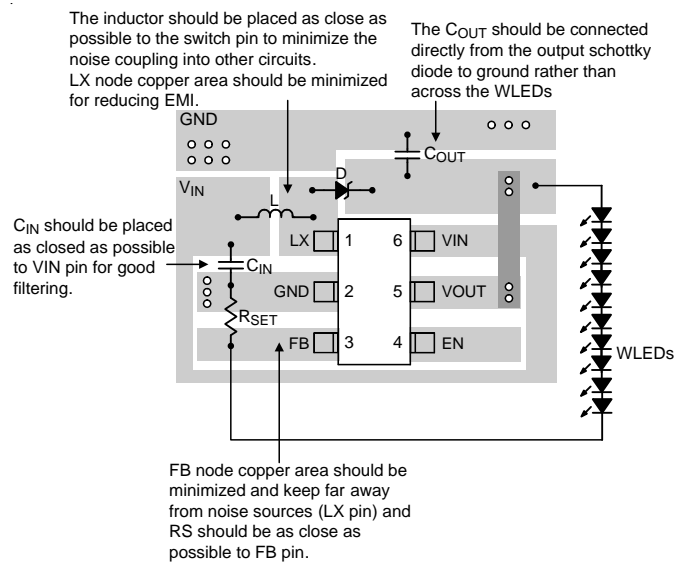 The inductor should be placed as close as
possible to the switch pin to minimize the
noise coupling into other circuits.
LX node copper area should be minimized
for reducing EMI.
The COUT should be connected
directly from the output schottky
diode to ground rather than
across the WLEDs
GND
COUT
D
VIN
L
CIN should be placed
as closed as possible
to VIN pin for good
filtering.
CIN
LX 1 6 VIN
GND 2 5 VOUT
RSET
FB 3 4 EN
WLEDs
FB node copper area should be
minimized and keep far away
from noise sources (LX pin) and
RS should be as close as
possible to FB pin.